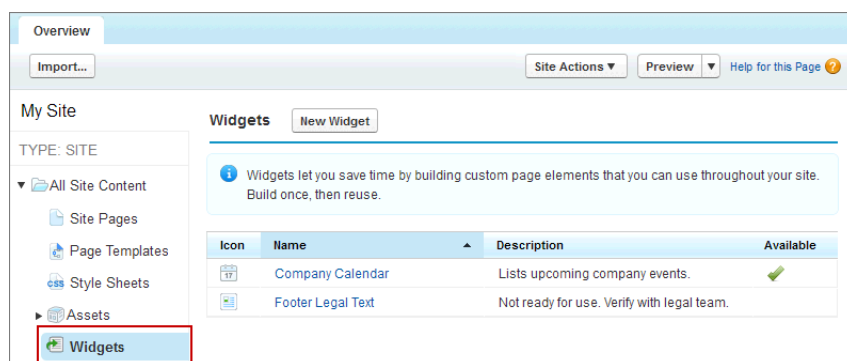 Overview
Import...
Site Actions ▼
Preview ▼
Help for this Page
My Site
TYPE: SITE
All Site Content
Site Pages
Page Templates
css Style Sheets
Assets
Widgets
Widgets
New Widget
Widgets let you save time by building custom page elements that you can use throughout your site.
Build once, then reuse.
Icon Name Description Available
17 Company Calendar Lists upcoming company events.
Footer Legal Text Not ready for use. Verify with legal team.